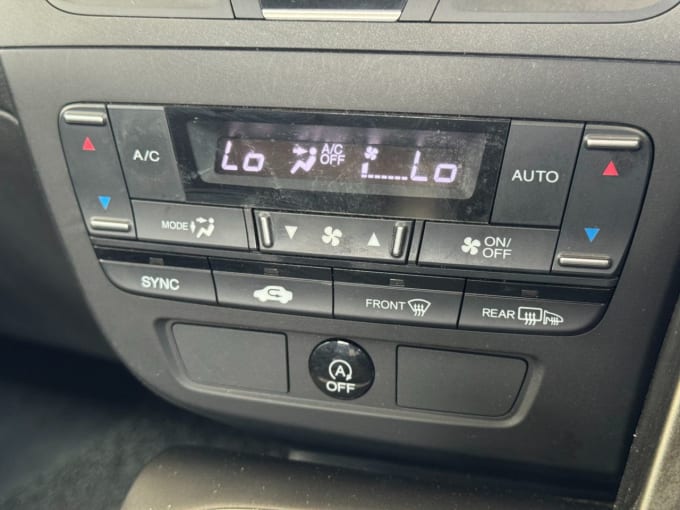 Lo A/C OFF Lo
A/C
AUTO
MODE
ON/
OFF
SYNC
FRONT
REAR
A
OFF